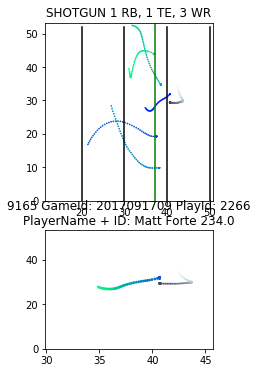 SHOTGUN 1 RB, 1 TE, 3 WR
50
40
30
20
10
0
20 30 40 50
9165 GameId: 2017091709 PlayId: 2266
PlayerName + ID: Matt Forte 234.0
40
20
0
30 35 40 45